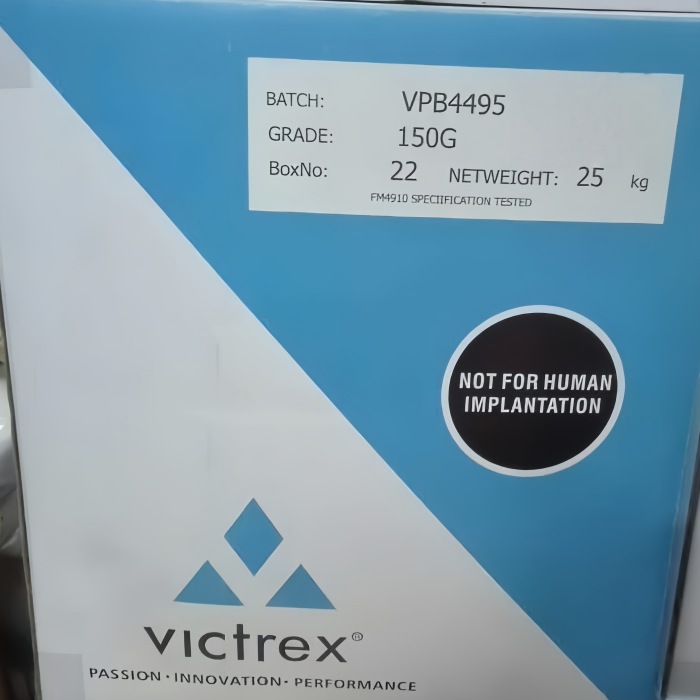 BATCH: VPB4495
GRADE: 150G
BoxNo: 22 NETWEIGHT: 25 kg
FM4910 SPECIIFICATION TESTED
NOT FOR HUMAN
IMPLANTATION
victrex®
PASSION · INNOVATION · PERFORMANCE